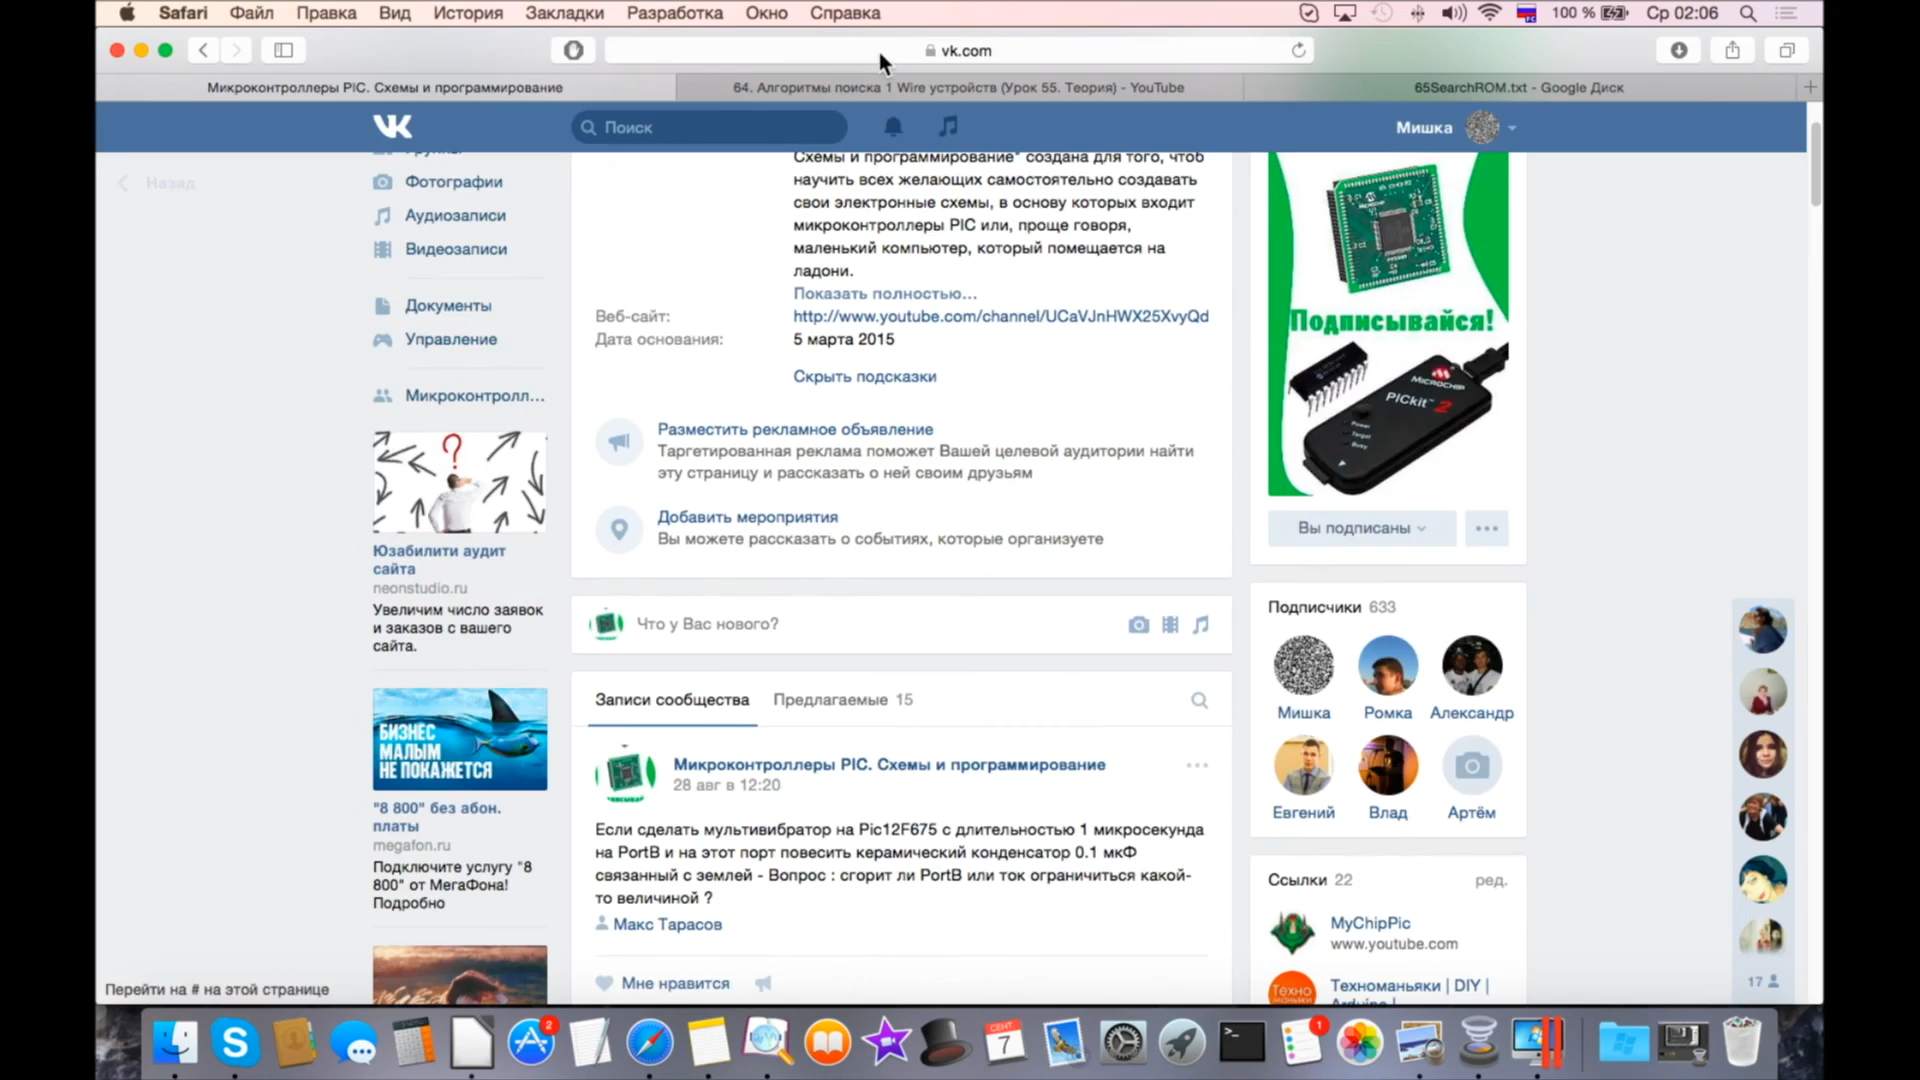 Safari Файл Правка Вид История Закладки Разработка Окно Справка 100 % Ср 02:06
vk.com
Микроконтроллеры PIC. Схемы и программирование
64. Алгоритмы поиска 1 Wire устройств (Урок 55. Теория) - YouTube
65SearchROM.txt - Google Диск
Поиск
Мишка
Назад
Фотографии
Аудиозаписи
Видеозаписи
Документы
Управление
Микроконтролл...
Юзабилити аудит
сайта
neonstudio.ru
Увеличим число заявок
и заказов с вашего
сайта.
БИЗНЕС
МАЛЫМ
НЕ ПОКАЖЕТСЯ
"8 800" без абон.
платы
megafon.ru
Подключите услугу "8
800" от МегаФона!
Подробно
Схемы и программирование" создана для того, чтоб
научить всех желающих самостоятельно создавать
свои электронные схемы, в основу которых входит
микроконтроллеры PIC или, проще говоря,
маленький компьютер, который помещается на
ладони.
Показать полностью...
Веб-сайт: http://www.youtube.com/channel/UCaVJnHWX25XvyQd
Дата основания: 5 марта 2015
Скрыть подсказки
Разместить рекламное объявление
Таргетированная реклама поможет Вашей целевой аудитории найти
эту страницу и рассказать о ней своим друзьям
Добавить мероприятия
Вы можете рассказать о событиях, которые организуете
Что у Вас нового?
Записи сообщества Предлагаемые 15
Микроконтроллеры PIC. Схемы и программирование
28 авг в 12:20
Если сделать мультивибратор на Pic12F675 с длительностью 1 микросекунда
на PortB и на этот порт повесить керамический конденсатор 0.1 мкФ
связанный с землей - Вопрос : сгорит ли PortB или ток ограничиться какой-
то величиной ?
Макс Тарасов
Мне нравится
Подписывайся!
MICROCHIP
PICkit 2
Вы подписаны
Подписчики 633
Мишка Ромка Александр
Евгений Влад Артём
Ссылки 22 ред.
MyChipPic
www.youtube.com
Техно
маньяки
Техноманьяки | DIY |
17
Перейти на # на этой странице
2
СЕНТ
7
1